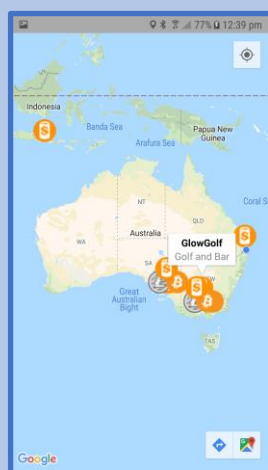 77% 12:39 pm
Indonesia
Banda Sea
Papua New
Guinea
Arafura Sea
Coral S
NT
QLD
Australia
WA
GlowGolf
Golf and Bar
SA
Great
Australian
Bight
TAS
Google